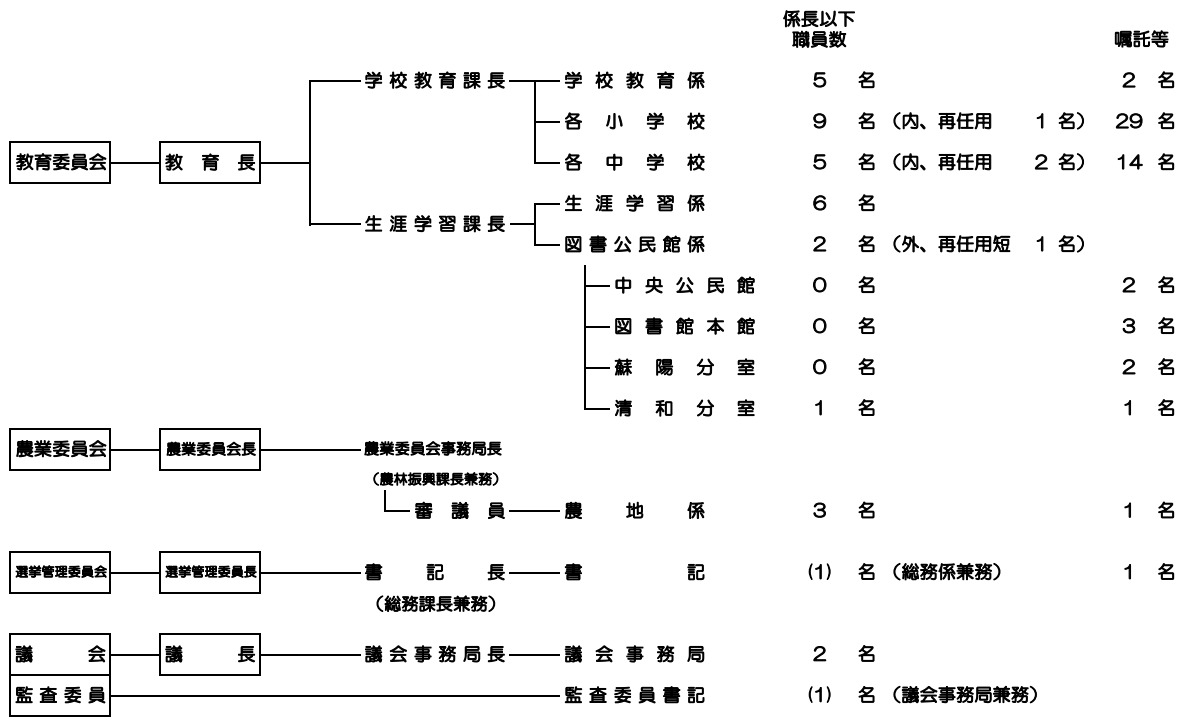 係長以下
職員数 嘱託等
学校教育課長 学校教育係 5 名 2 名
各小学校 9 名 （内、再任用 1 名） 29 名
教育委員会 教育長 各中学校 5 名 （内、再任用 2 名） 14 名
生涯学習係 6 名
生涯学習課長
図書公民館係 2 名 （外、再任用短 1 名）
中央公民館 0 名 2 名
図書館本館 0 名 3 名
蘇陽分室 0 名 2 名
清和分室 1 名 1 名
農業委員会 農業委員会長 農業委員会事務局長
（農林振興課長兼務）
審議員 農地係 3 名 1 名
選挙管理委員会 選挙管理委員長 書記長 書記 (1) 名 （総務係兼務） 1 名
（総務課長兼務）
議会 議長 議会事務局長 議会事務局 2 名
監査委員 監査委員書記 (1) 名 （議会事務局兼務）